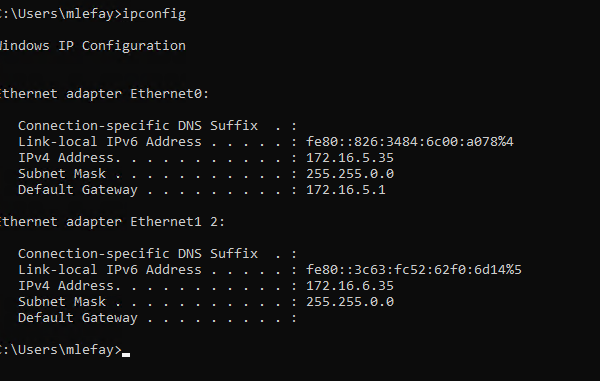 C:\Users\mlefay>ipconfig
Windows IP Configuration
Ethernet adapter Ethernet0:
Connection-specific DNS Suffix  . :
Link-local IPv6 Address . . . . . : fe80::826:3484:6c00:a078%4
IPv4 Address. . . . . . . . . . . : 172.16.5.35
Subnet Mask . . . . . . . . . . . : 255.255.0.0
Default Gateway . . . . . . . . . : 172.16.5.1
Ethernet adapter Ethernet1 2:
Connection-specific DNS Suffix  . :
Link-local IPv6 Address . . . . . : fe80::3c63:fc52:62f0:6d14%5
IPv4 Address. . . . . . . . . . . : 172.16.6.35
Subnet Mask . . . . . . . . . . . : 255.255.0.0
Default Gateway . . . . . . . . . :
C:\Users\mlefay>